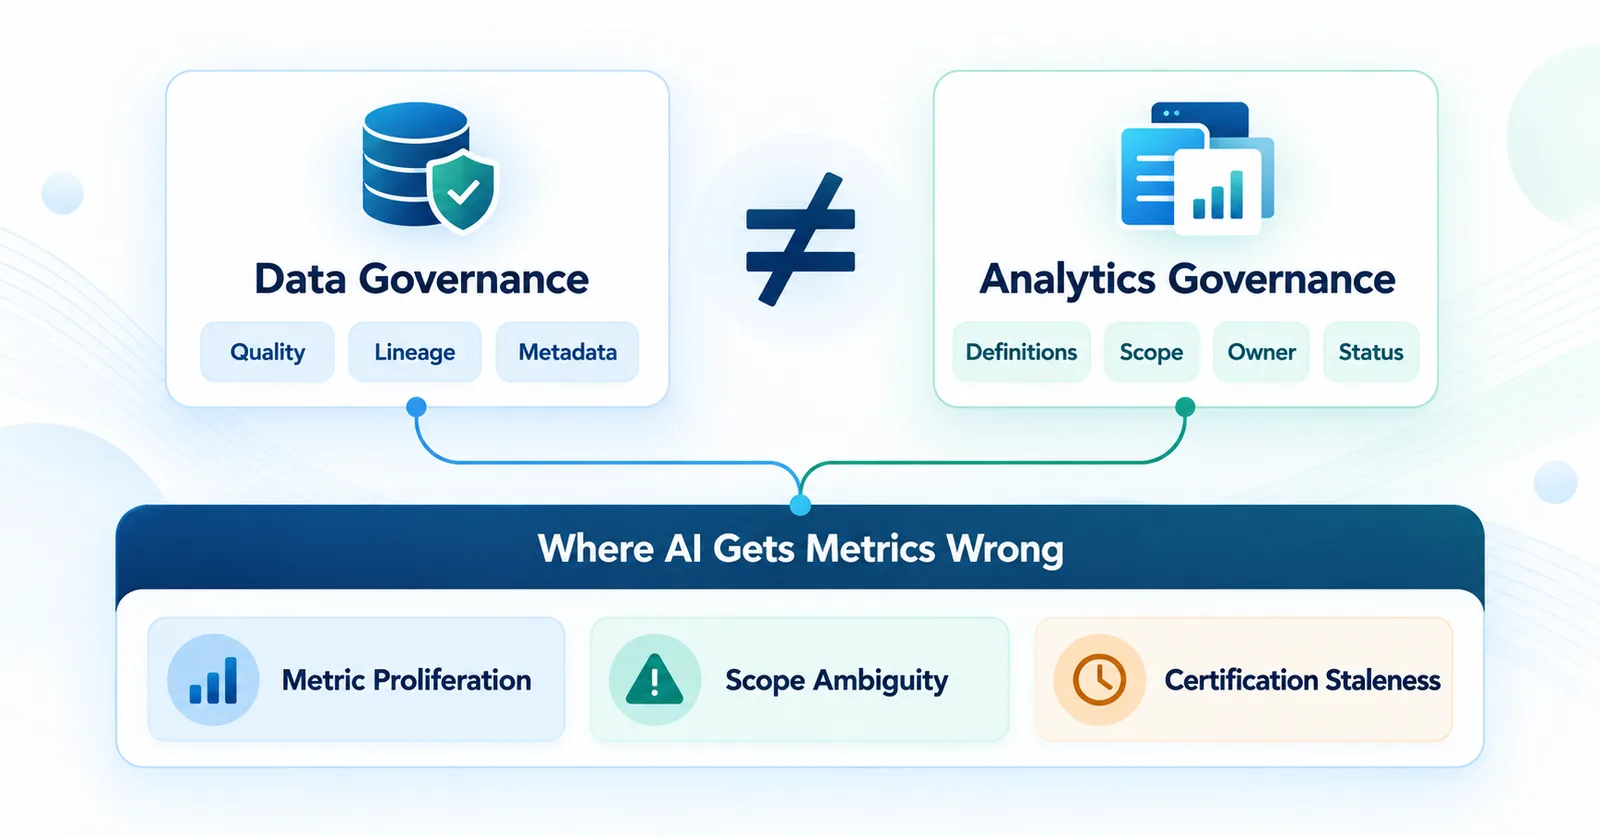 ≠
Data Governance
Quality
Lineage
Metadata
Analytics Governance
Definitions
Scope
Owner
Status
Where AI Gets Metrics Wrong
Metric Proliferation
Scope Ambiguity
Certification Staleness